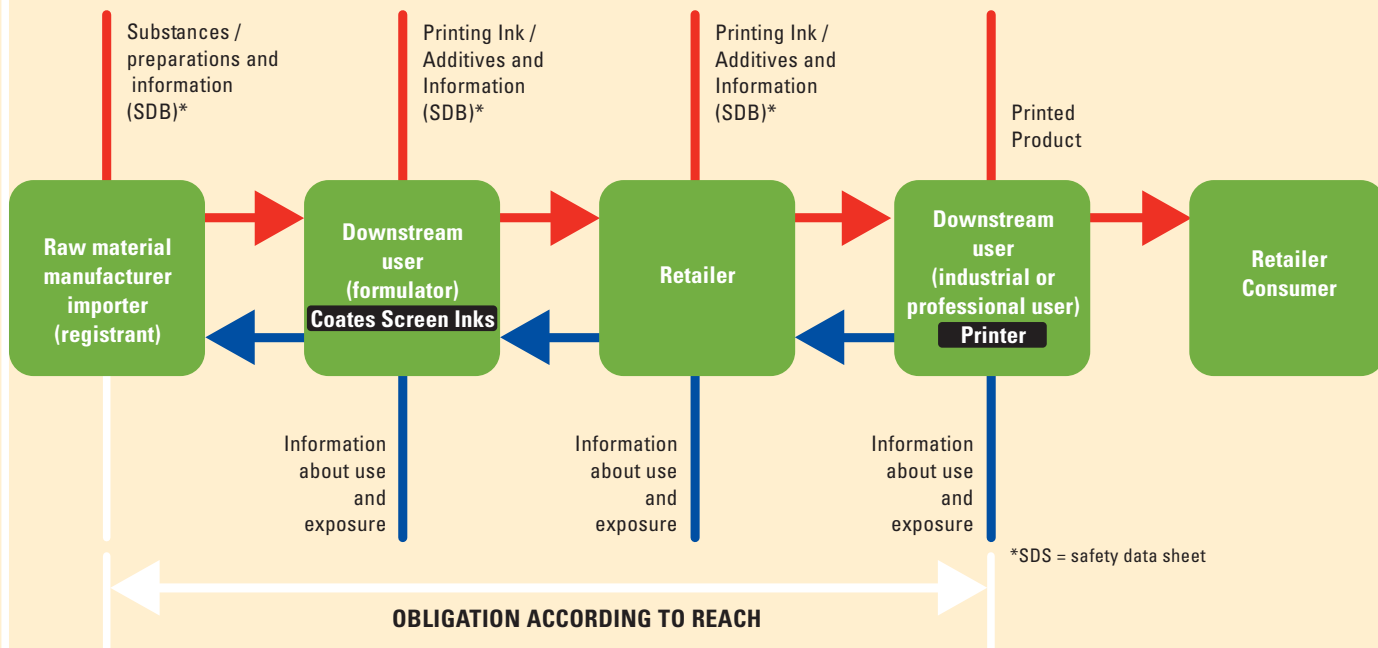 Substances /
preparations and
information
(SDB)*
Printing Ink /
Additives and
Information
(SDB)*
Printing Ink /
Additives and
Information
(SDB)*
Printed
Product
Raw material
manufacturer
importer
(registrant)
Downstream
user
(formulator)
Coates Screen Inks
Retailer
Downstream
user
(industrial or
professional user)
Printer
Retailer
Consumer
Information
about use
and
exposure
Information
about use
and
exposure
Information
about use
and
exposure
*SDS = safety data sheet
OBLIGATION ACCORDING TO REACH